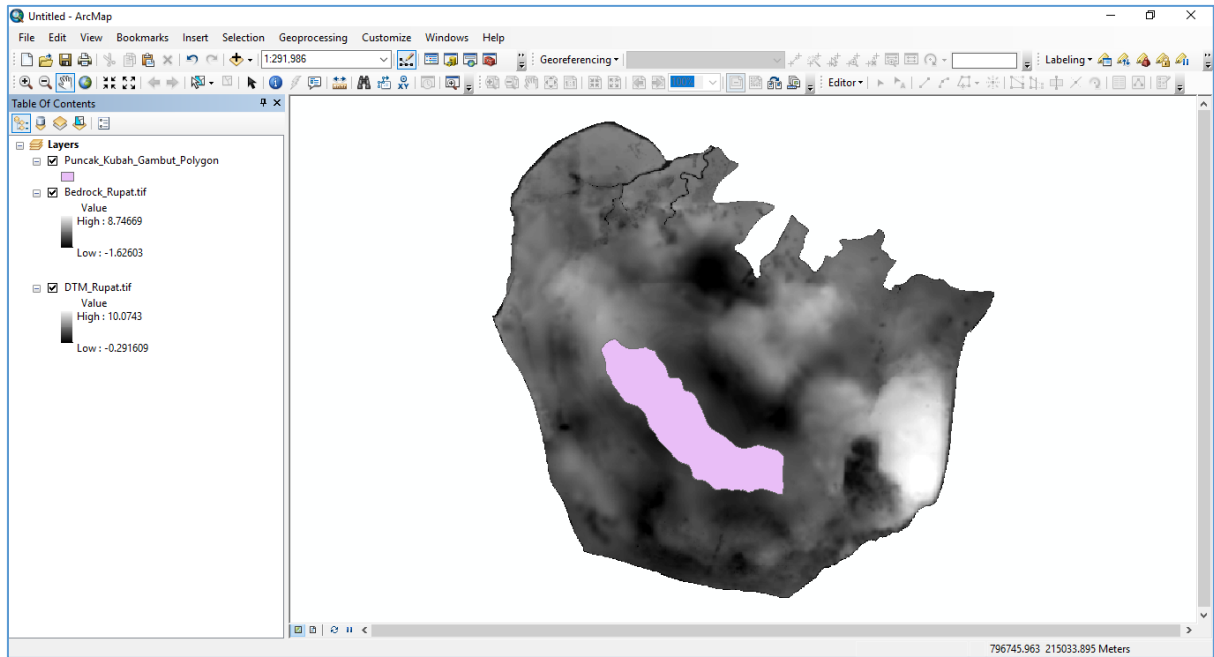 Untitled - ArcMap
File Edit View Bookmarks Insert Selection Geoprocessing Customize Windows Help
1:291.986 Georeferencing Labeling
Editor
Table Of Contents
Layers
Puncak_Kubah_Gambut_Polygon
Bedrock_Rupat.tif
Value
High : 8.74669
Low : -1.62603
DTM_Rupat.tif
Value
High : 10.0743
Low : -0.291609
796745.963 215033.895 Meters